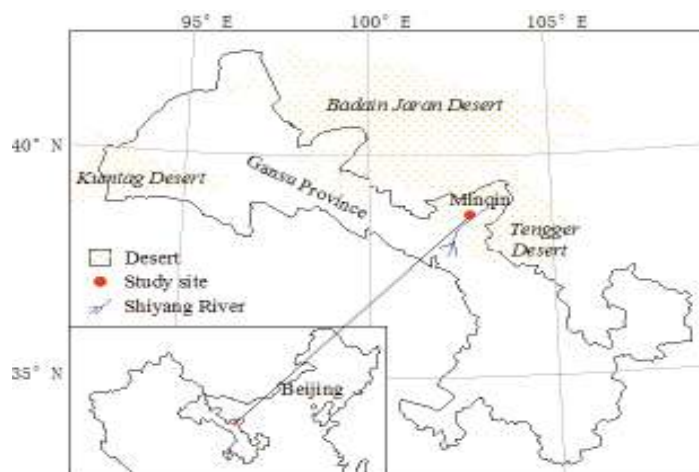 95° E 100° E 105° E
Badain Jaran Desert
40° N
Kumtag Desert
Gansu Province
Minqin
Tengger
Desert
Desert
Study site
Shiyang River
35° N
Beijing